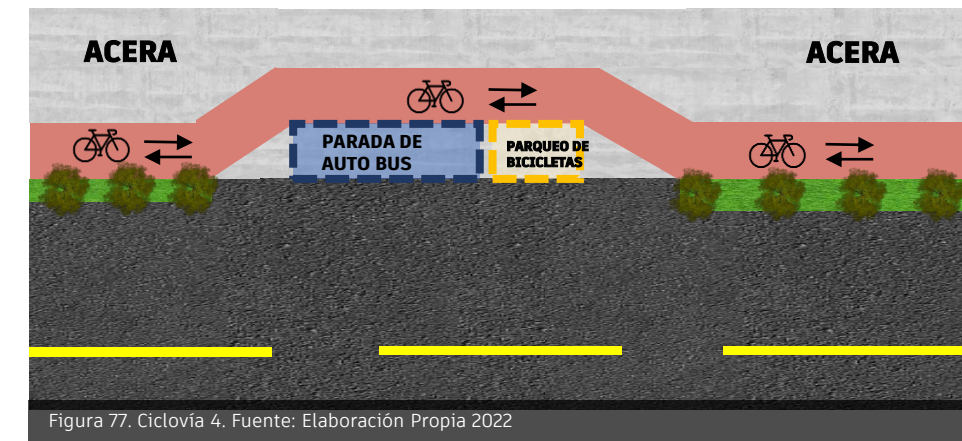 ACERA
ACERA
PARADA DE
AUTO BUS
PARQUEO DE
BICICLETAS
Figura 77. Ciclovía 4. Fuente: Elaboración Propia 2022